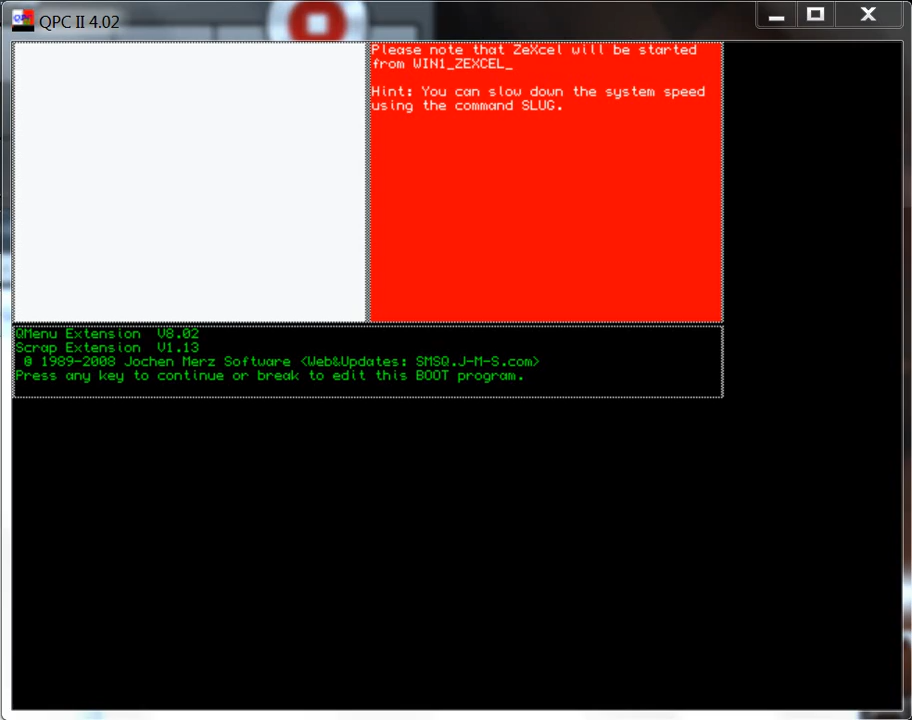 QPC II 4.02
Please note that ZeXcel will be started
from WIN1_ZEXCEL_
Hint: You can slow down the system speed
using the command SLUG.
QMenu Extension V8.02
Scrap Extension V1.13
@ 1989-2008 Jochen Merz Software <Web&Updates: SMSQ.J-M-S.com>
Press any key to continue or break to edit this BOOT program.